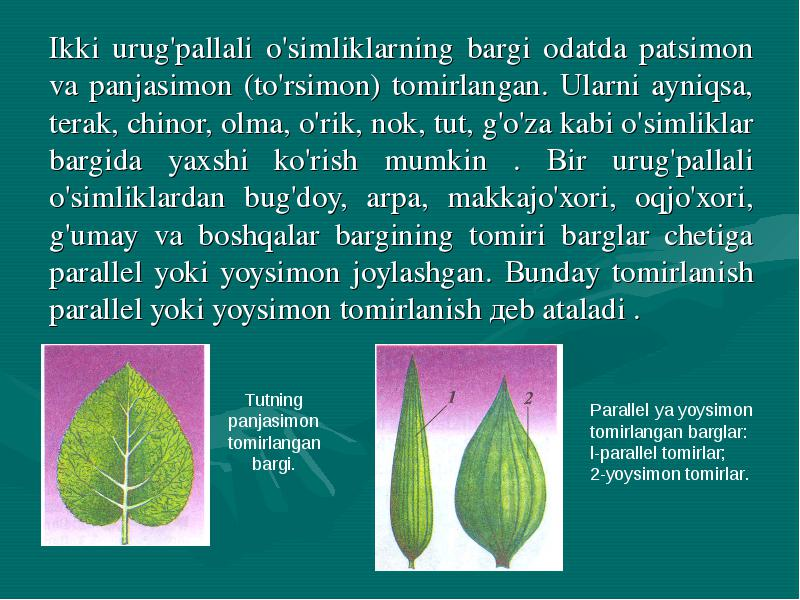 Ikki urug'pallali o'simliklarning bargi odatda patsimon
va panjasimon (to'rsimon) tomirlangan. Ularni ayniqsa,
terak, chinor, olma, o'rik, nok, tut, g'o'za kabi o'simliklar
bargida yaxshi ko'rish mumkin . Bir urug'pallali
o'simliklardan bug'doy, arpa, makkajo'xori, oqjo'xori,
g'umay va boshqalar bargining tomiri barglar chetiga
parallel yoki yoysimon joylashgan. Bunday tomirlanish
parallel yoki yoysimon tomirlanish деb ataladi .
Tutning
panjasimon
tomirlangan
bargi.
1
2
Parallel ya yoysimon
tomirlangan barglar:
l-parallel tomirlar;
2-yoysimon tomirlar.